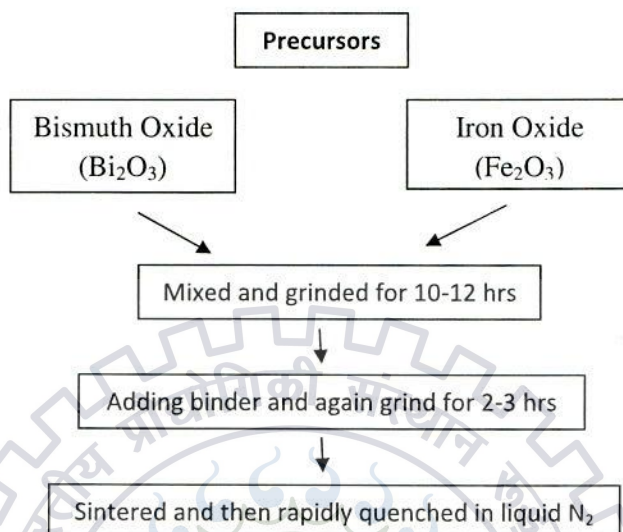 Precursors
Bismuth Oxide
(Bi₂O₃)
Iron Oxide
(Fe₂O₃)
Mixed and grinded for 10-12 hrs
Adding binder and again grind for 2-3 hrs
Sintered and then rapidly quenched in liquid N₂
प्रौद्योगिकी संस्थान